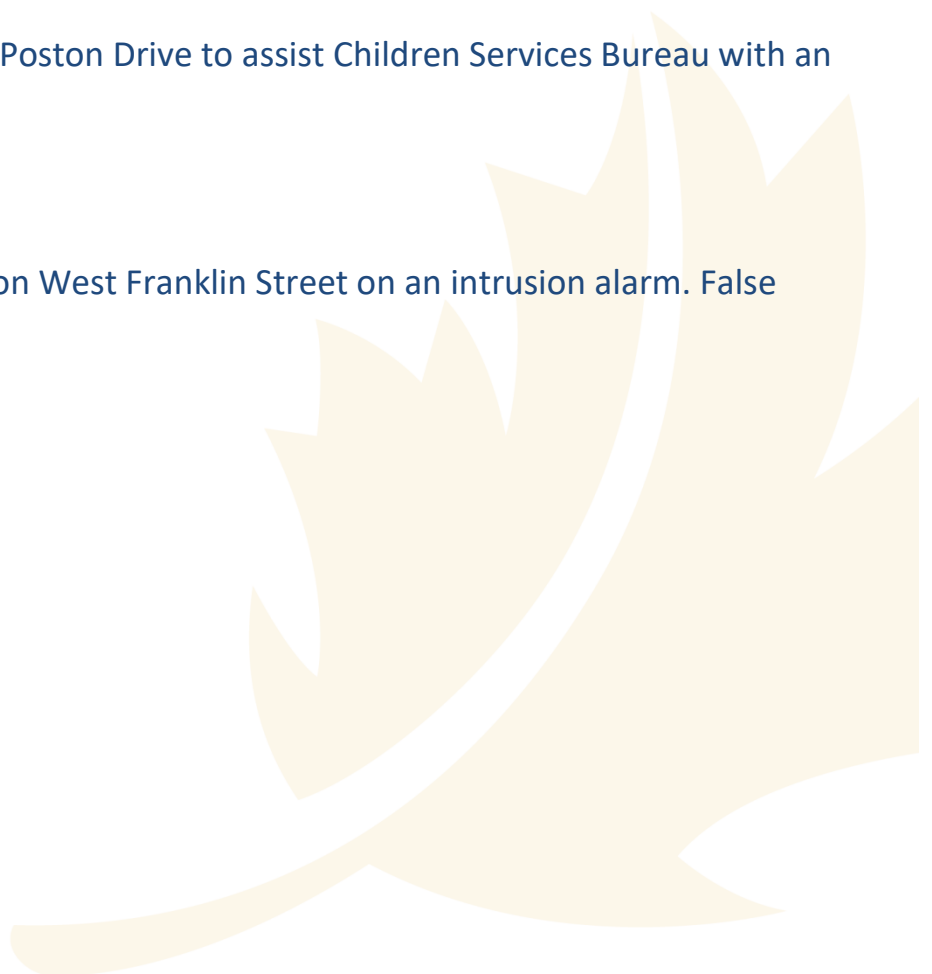 Poston Drive to assist Children Services Bureau with an
on West Franklin Street on an intrusion alarm. False